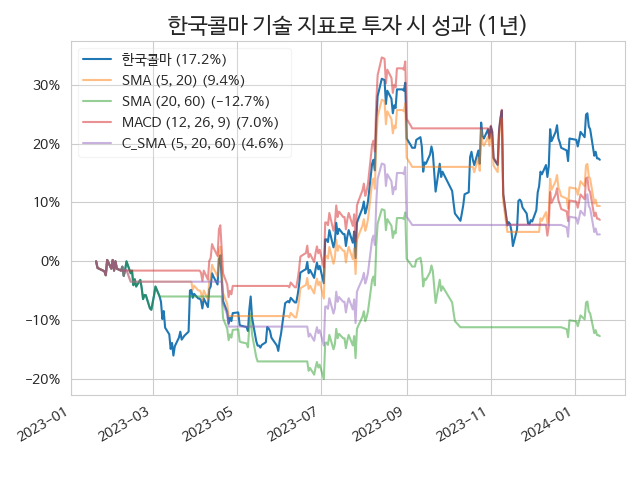 한국콜마 기술 지표로 투자 시 성과 (1년)
한국콜마 (17.2%)
SMA (5, 20) (9.4%)
SMA (20, 60) (−12.7%)
MACD (12, 26, 9) (7.0%)
C_SMA (5, 20, 60) (4.6%)
30%
20%
10%
0%
−10%
−20%
2023−01
2023−03
2023−05
2023−07
2023−09
2023−11
2024−01